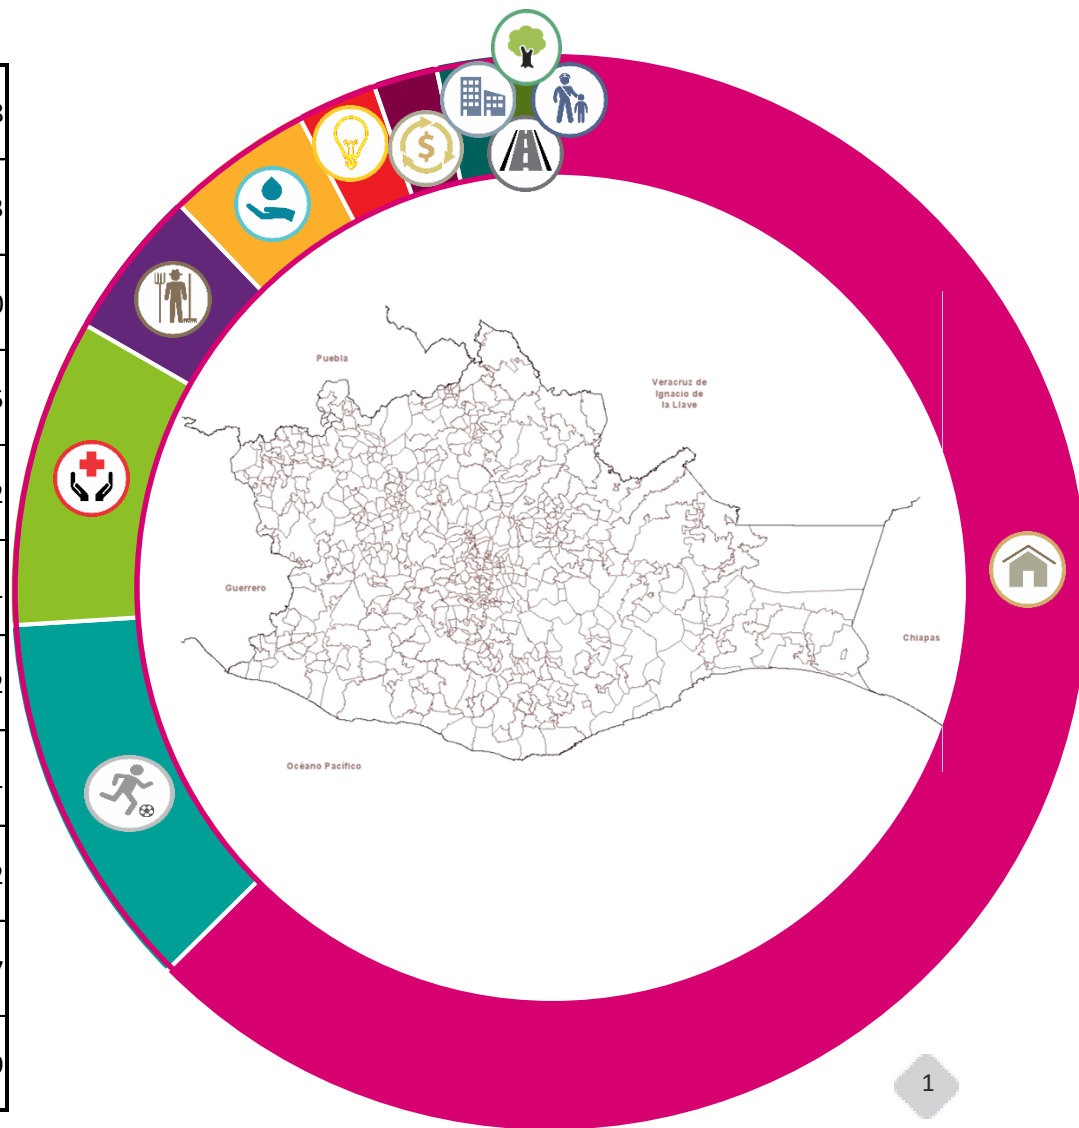 Puebla
Veracruz de
Ignacio de
la Llave
Guerrero
Chiapas
Océano Pacífico
$
1